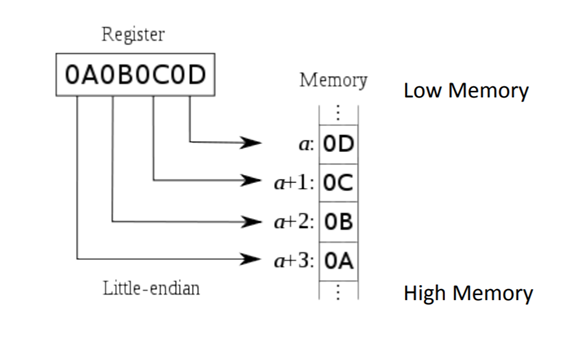 Register
0A0B0C0D
Memory
Low Memory
⋮
a: 0D
a+1: 0C
a+2: 0B
a+3: 0A
⋮
Little-endian
High Memory